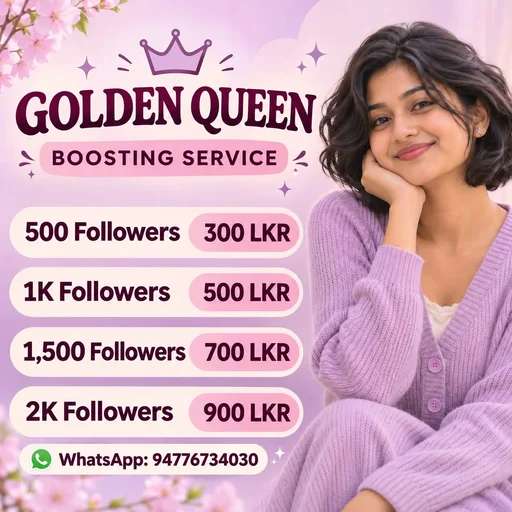 GOLDEN QUEEN
BOOSTING SERVICE
500 Followers 300 LKR
1K Followers 500 LKR
1,500 Followers 700 LKR
2K Followers 900 LKR
WhatsApp: 94776734030